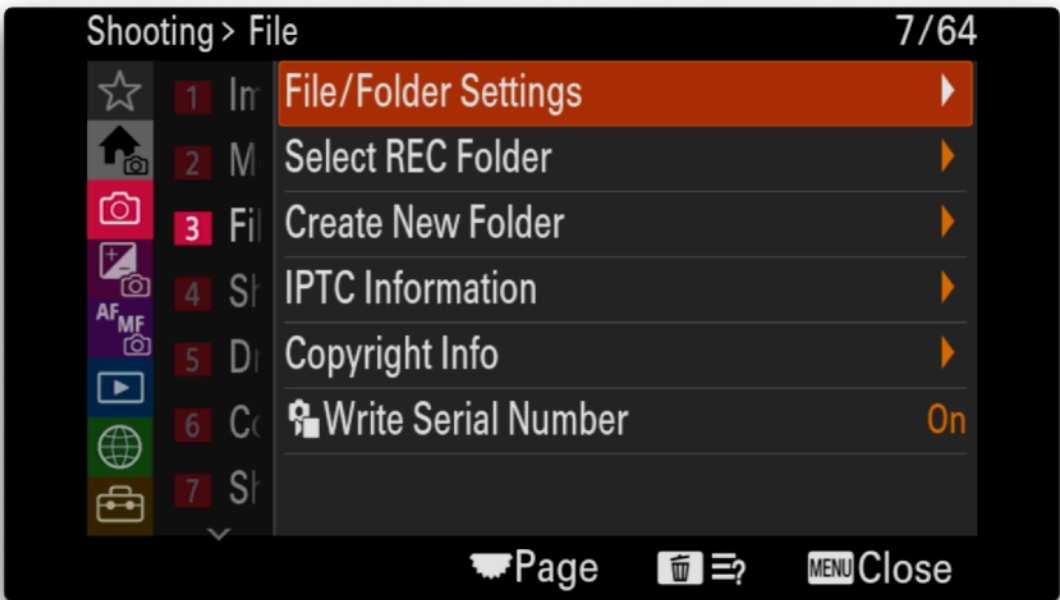 Shooting > File 7/64
1
File/Folder Settings
2 M
Select REC Folder
3 Fil
Create New Folder
4
IPTC Information
AF MF
5
Copyright Info
6
Write Serial Number On
7
Page ? MENU Close